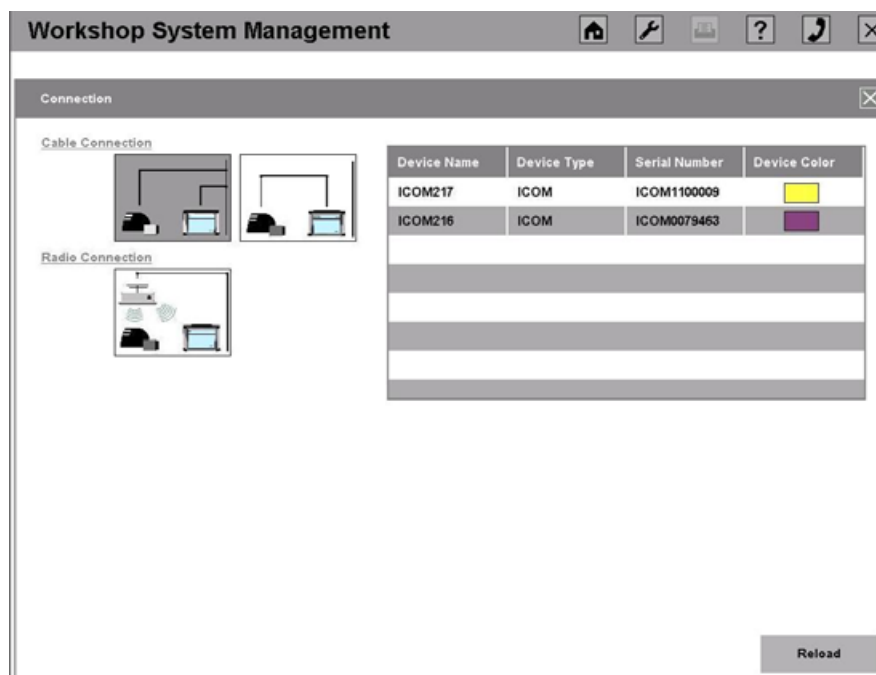 Workshop System Management
?
Connection
Cable Connection
Radio Connection
Device Name Device Type Serial Number Device Color
ICOM217 ICOM ICOM1100009
ICOM216 ICOM ICOM0079463
Reload